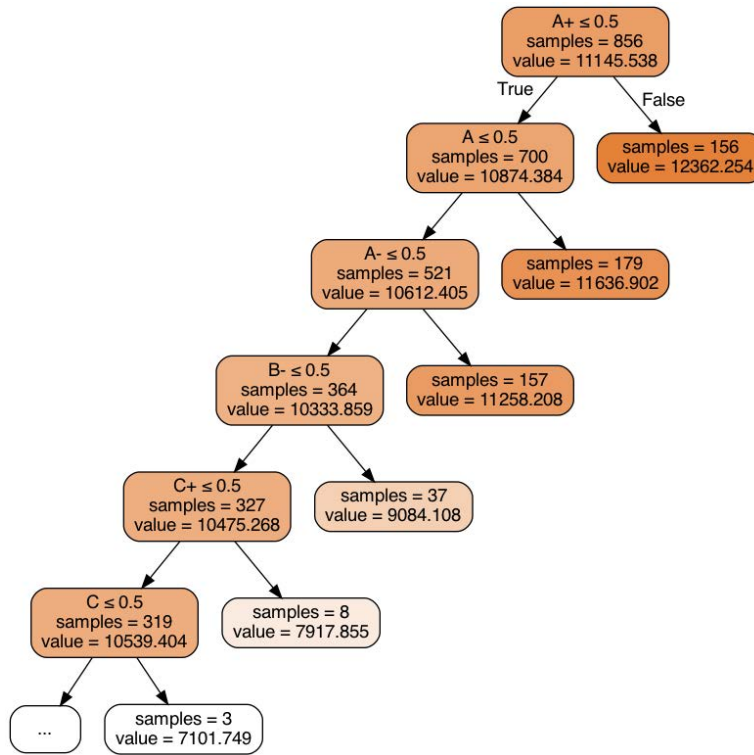 A+ ≤ 0.5
samples = 856
value = 11145.538
True
False
A ≤ 0.5
samples = 700
value = 10874.384
samples = 156
value = 12362.254
A- ≤ 0.5
samples = 521
value = 10612.405
samples = 179
value = 11636.902
B- ≤ 0.5
samples = 364
value = 10333.859
samples = 157
value = 11258.208
C+ ≤ 0.5
samples = 327
value = 10475.268
samples = 37
value = 9084.108
C ≤ 0.5
samples = 319
value = 10539.404
samples = 8
value = 7917.855
...
samples = 3
value = 7101.749